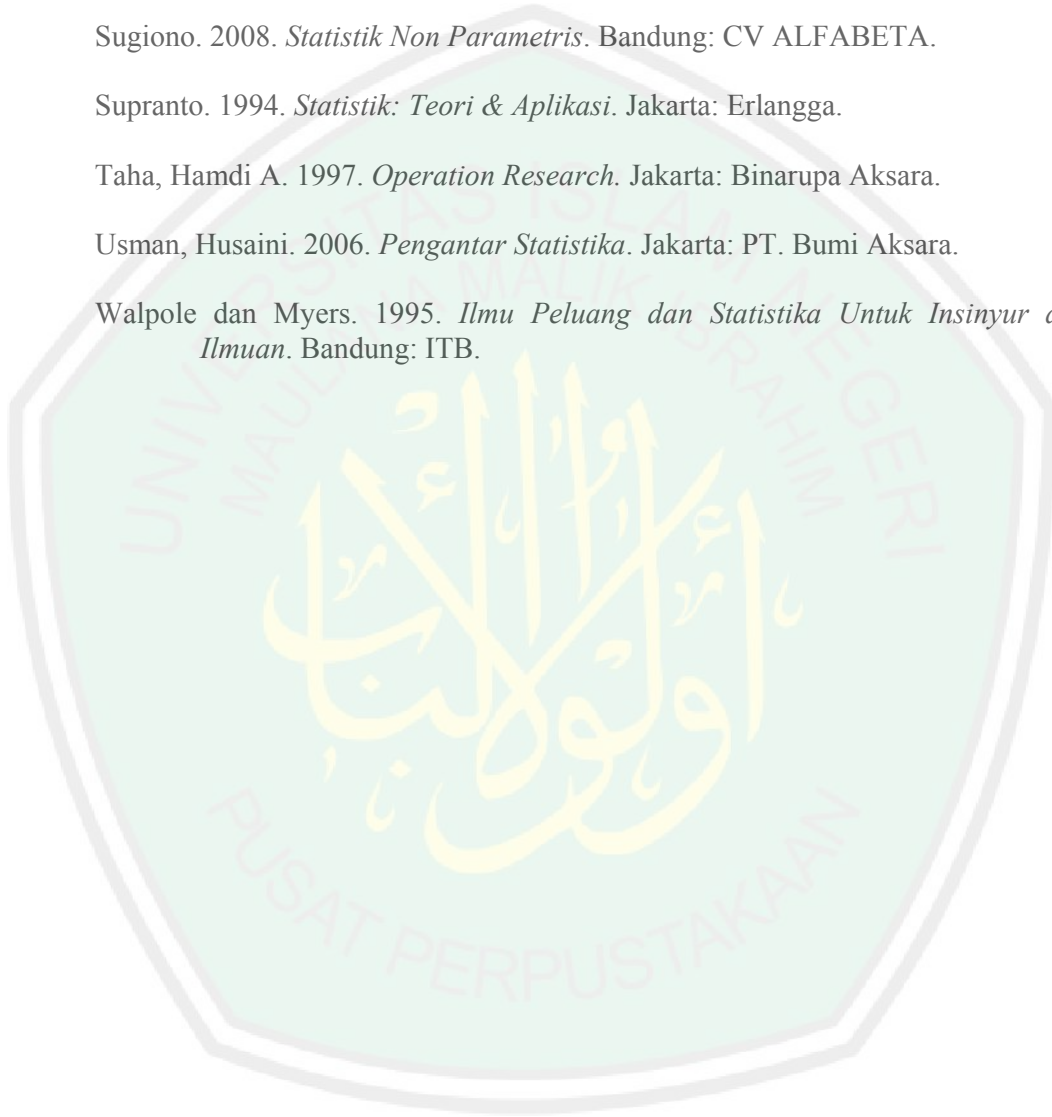 Sugiono. 2008. Statistik Non Parametris. Bandung: CV ALFABETA.
Supranto. 1994. Statistik: Teori & Aplikasi. Jakarta: Erlangga.
Taha, Hamdi A. 1997. Operation Research. Jakarta: Binarupa Aksara.
Usman, Husaini. 2006. Pengantar Statistika. Jakarta: PT. Bumi Aksara.
Walpole dan Myers. 1995. Ilmu Peluang dan Statistika Untuk Insinyur
Ilmuan. Bandung: ITB.
UNIVERSITAS ISLAM NEGERI
MAULANA MALIK IBRAHIM
PUSAT PERPUSTAKAAN